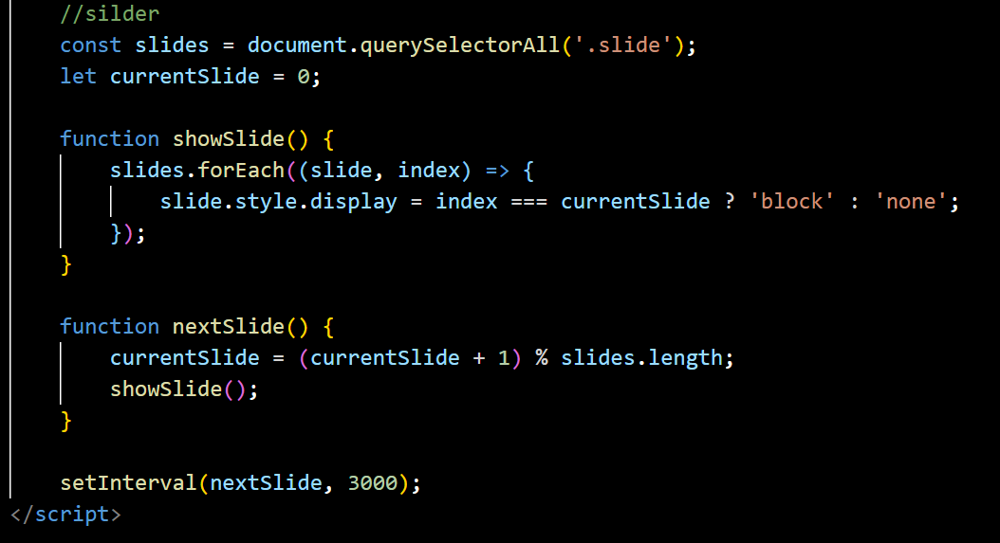 //silder
const slides = document.querySelectorAll('.slide');
let currentSlide = 0;
function showSlide() {
slides.forEach((slide, index) => {
slide.style.display = index === currentSlide ? 'block' : 'none';
});
}
function nextSlide() {
currentSlide = (currentSlide + 1) % slides.length;
showSlide();
}
setInterval(nextSlide, 3000);
</script>